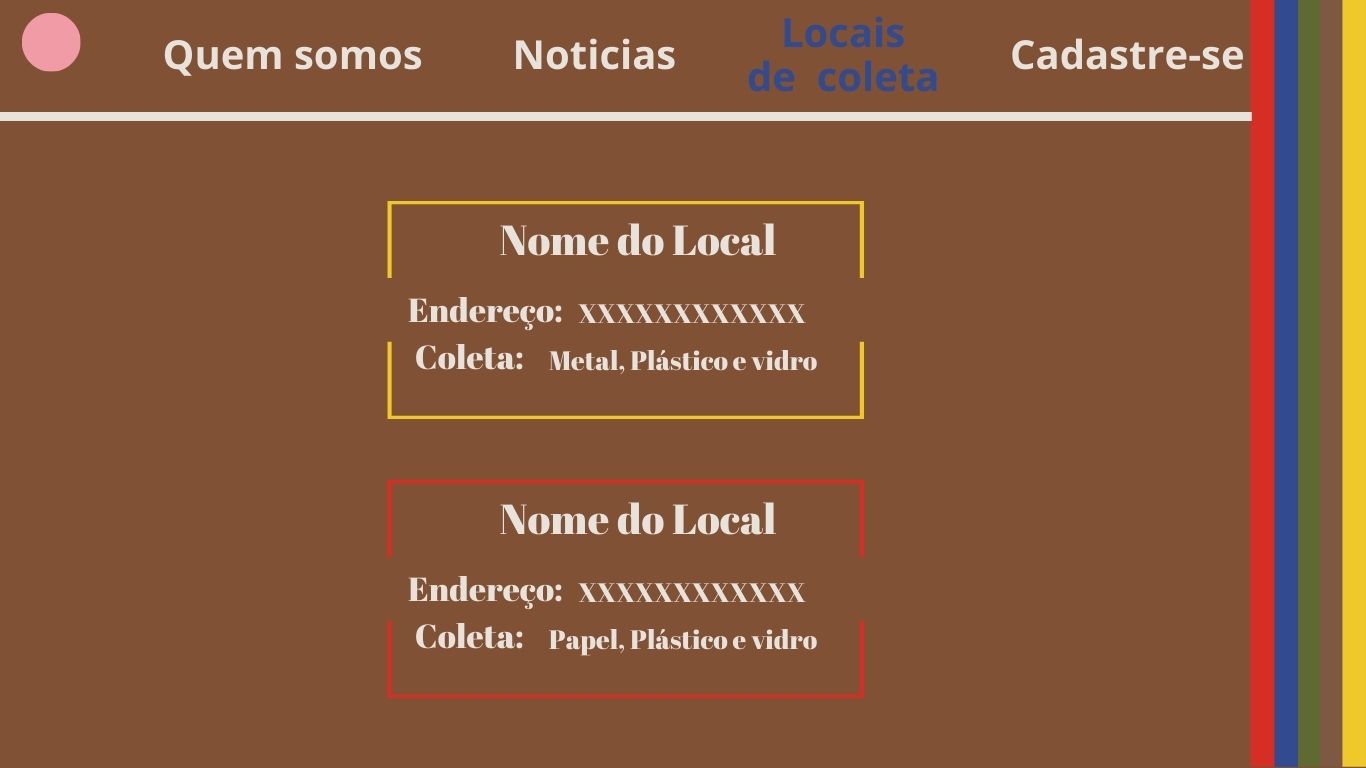 Quem somos
Noticias
Locais
de coleta
Cadastre-se
Nome do Local
Endereço: XXXXXXXXXXXX
Coleta: Metal, Plástico e vidro
Nome do Local
Endereço: XXXXXXXXXXXX
Coleta: Papel, Plástico e vidro